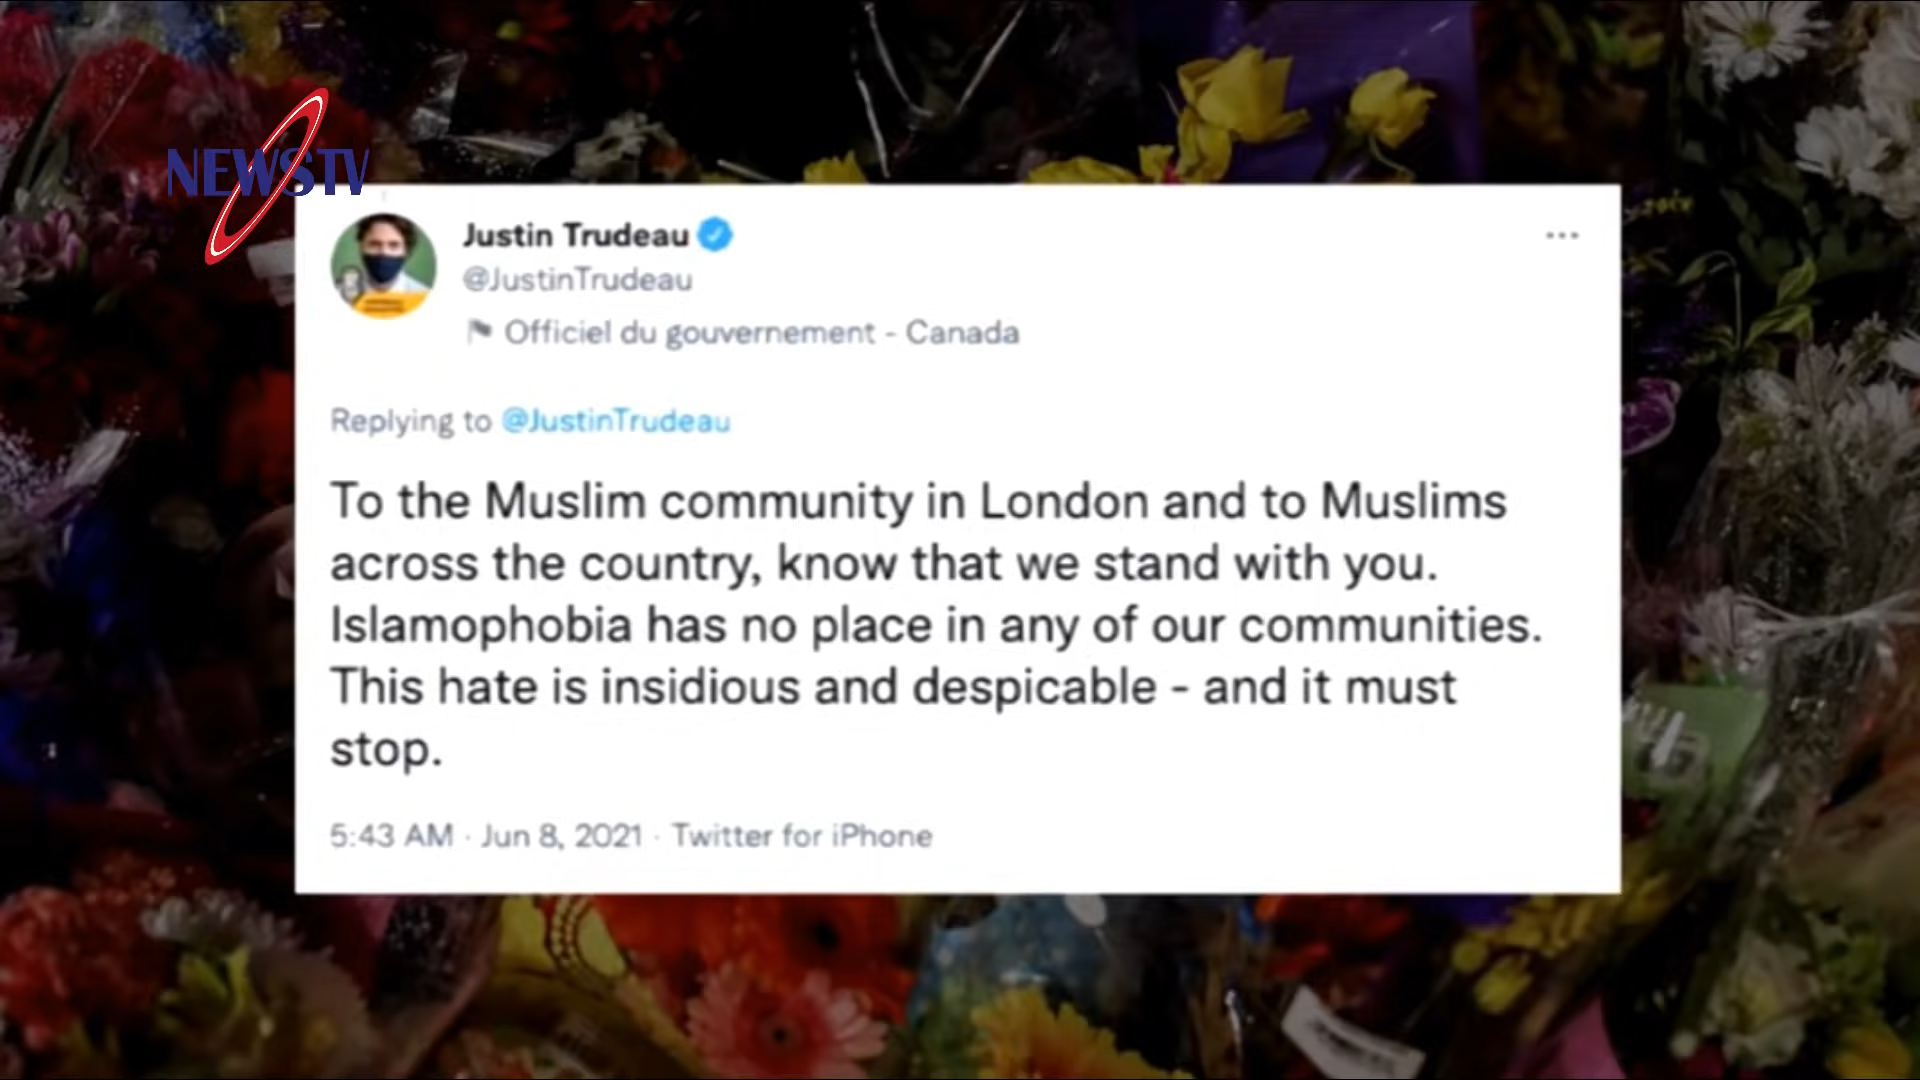 NEWSTV
Justin Trudeau
@JustinTrudeau
Officiel du gouvernement - Canada
Replying to @JustinTrudeau
To the Muslim community in London and to Muslims
across the country, know that we stand with you.
Islamophobia has no place in any of our communities.
This hate is insidious and despicable - and it must
stop.
5:43 AM · Jun 8, 2021 · Twitter for iPhone